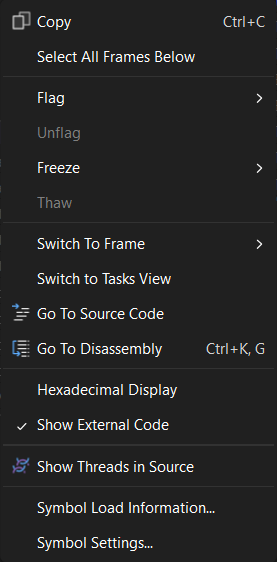 Copy Ctrl+C
Select All Frames Below
Flag
Unflag
Freeze
Thaw
Switch To Frame
Switch to Tasks View
Go To Source Code
Go To Disassembly Ctrl+K, G
Hexadecimal Display
Show External Code
Show Threads in Source
Symbol Load Information...
Symbol Settings...